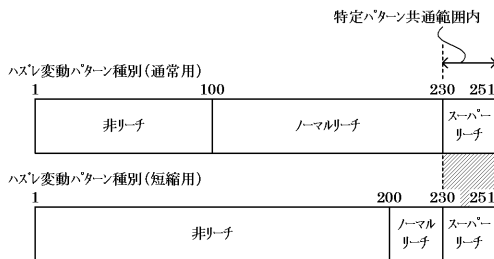 特定パターン共通範囲内
ハズレ変動パターン種別(通常用)
1 100 230 251
非リーチ ノーマルリーチ スーパーリーチ
ハズレ変動パターン種別(短縮用)
1 200 230 251
非リーチ ノーマルリーチ スーパーリーチ